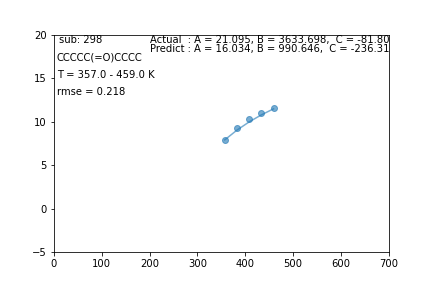 sub: 298
Actual : A = 21.095, B = 3633.698, C = -81.80
Predict : A = 16.034, B = 990.646, C = -236.31
CCCCC(=O)CCCC
T = 357.0 - 459.0 K
rmse = 0.218
20
15
10
5
0
−5
0 100 200 300 400 500 600 700